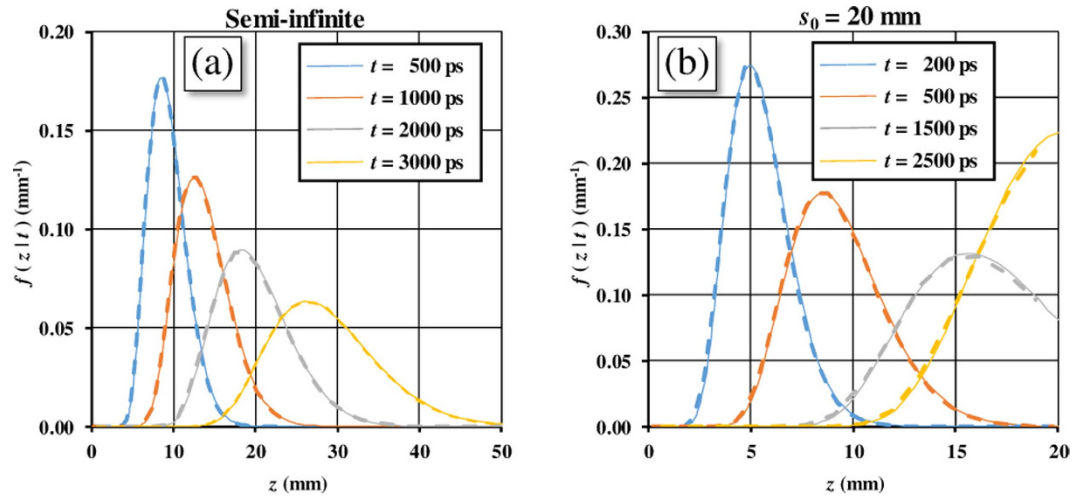 Semi-infinite
(a)
t = 500 ps
t = 1000 ps
t = 2000 ps
t = 3000 ps
0.20
0.15
0.10
0.05
0.00
f ( z | t ) (mm⁻¹)
0 10 20 30 40 50
z (mm)
s₀ = 20 mm
(b)
t = 200 ps
t = 500 ps
t = 1500 ps
t = 2500 ps
0.30
0.25
0.20
0.15
0.10
0.05
0.00
f ( z | t ) (mm⁻¹)
0 5 10 15 20
z (mm)